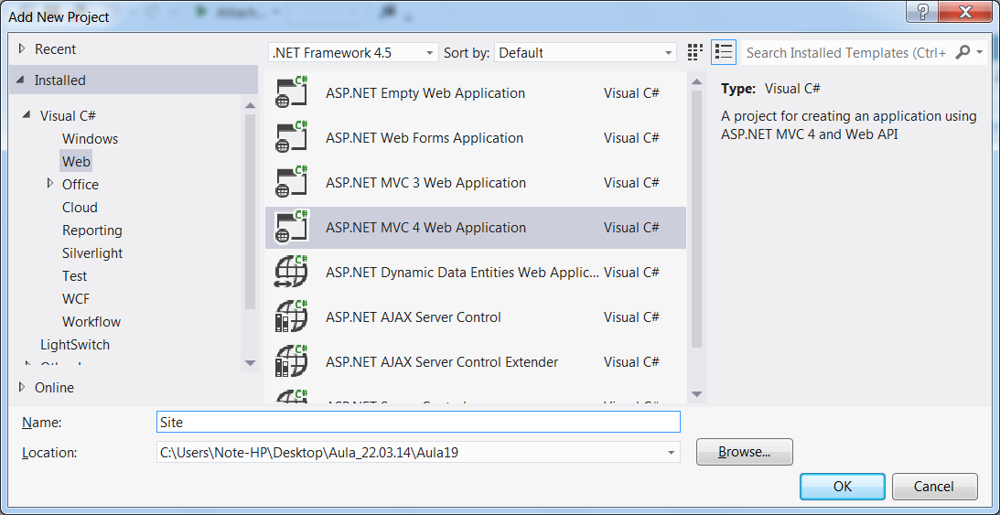 Add New Project
Attach...
Recent
Installed
Visual C#
Windows
Web
Office
Cloud
Reporting
Silverlight
Test
WCF
Workflow
LightSwitch
Online
.NET Framework 4.5
Sort by: Default
Search Installed Templates (Ctrl+
ASP.NET Empty Web Application Visual C#
ASP.NET Web Forms Application Visual C#
ASP.NET MVC 3 Web Application Visual C#
ASP.NET MVC 4 Web Application Visual C#
ASP.NET Dynamic Data Entities Web Applic... Visual C#
ASP.NET AJAX Server Control Visual C#
ASP.NET AJAX Server Control Extender Visual C#
Type: Visual C#
A project for creating an application using
ASP.NET MVC 4 and Web API
Name: Site
Location: C:\Users\Note-HP\Desktop\Aula_22.03.14\Aula19
Browse...
OK Cancel